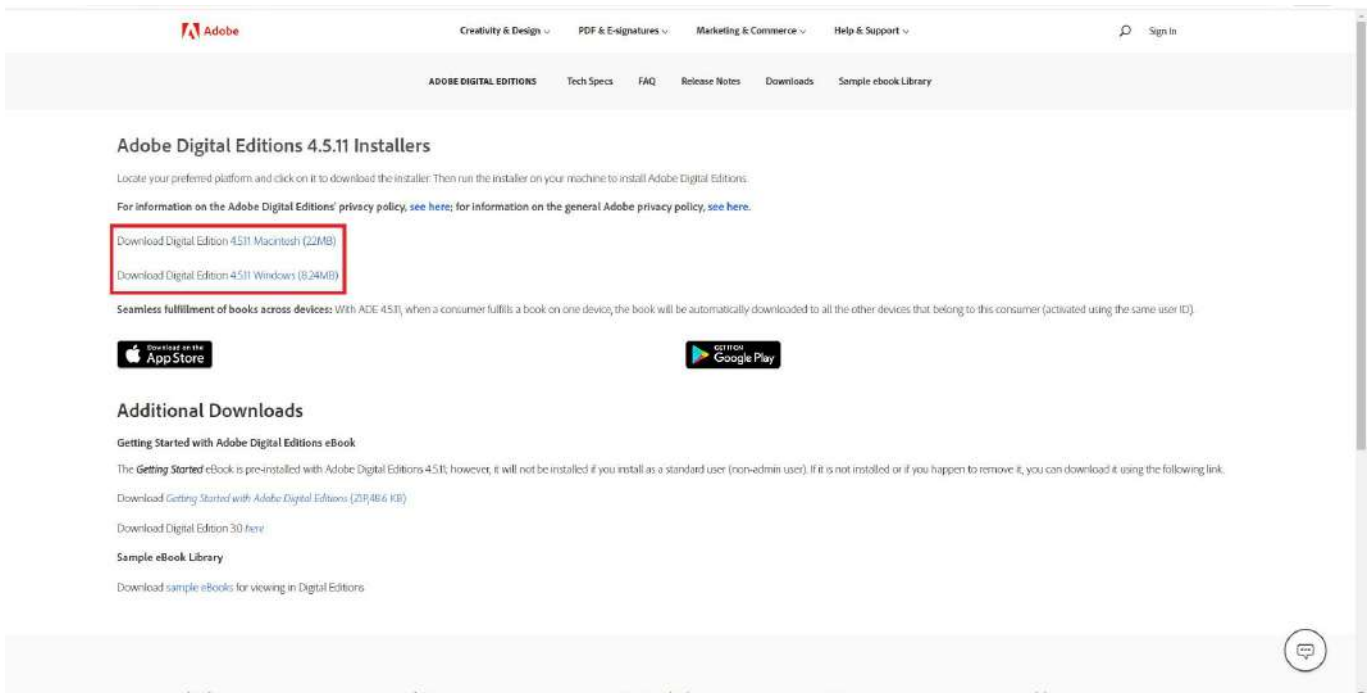 Adobe
Creativity & Design
PDF & E-signatures
Marketing & Commerce
Help & Support
Sign In
ADOBE DIGITAL EDITIONS
Tech Specs
FAQ
Release Notes
Downloads
Sample ebook Library
Adobe Digital Editions 4.5.11 Installers
Locate your preferred platform and click on it to download the installer. Then run the installer on your machine to install Adobe Digital Editions.
For information on the Adobe Digital Editions' privacy policy, see here; for information on the general Adobe privacy policy, see here.
Download Digital Edition 4.5.11 Macintosh (22MB)
Download Digital Edition 4.5.11 Windows (8.24MB)
Seamless fulfillment of books across devices: With ADE 4.5.11, when a consumer fulfills a book on one device, the book will be automatically downloaded to all the other devices that belong to this consumer (activated using the same user ID).
Download on the
App Store
GET IT ON
Google Play
Additional Downloads
Getting Started with Adobe Digital Editions eBook
The Getting Started eBook is pre-installed with Adobe Digital Editions 4.5.11; however, it will not be installed if you install as a standard user (non-admin user). If it is not installed or if you happen to remove it, you can download it using the following link.
Download Getting Started with Adobe Digital Editions (ZIP, 48.6 KB)
Download Digital Edition 3.0 here
Sample eBook Library
Download sample eBooks for viewing in Digital Editions